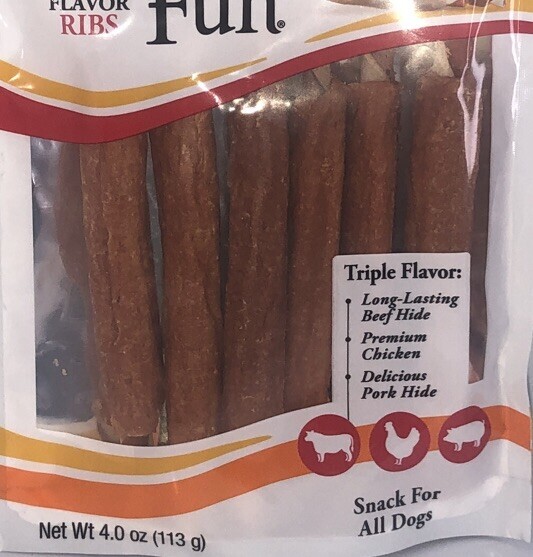 FLAVOR
RIBS
Fun®
Triple Flavor:
• Long-Lasting
Beef Hide
• Premium
Chicken
• Delicious
Pork Hide
Snack For
All Dogs
Net Wt 4.0 oz (113 g)